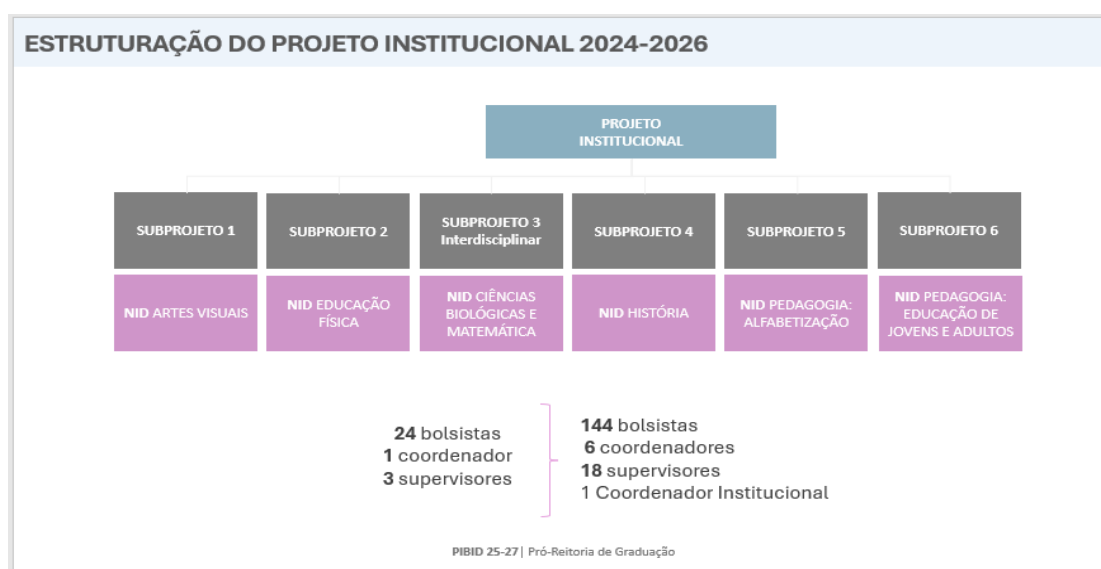 ESTRUTURAÇÃO DO PROJETO INSTITUCIONAL 2024-2026
PROJETO
INSTITUCIONAL
SUBPROJETO 1
SUBPROJETO 2
SUBPROJETO 3
Interdisciplinar
SUBPROJETO 4
SUBPROJETO 5
SUBPROJETO 6
NID ARTES VISUAIS
NID EDUCAÇÃO
FÍSICA
NID CIÊNCIAS
BIOLÓGICAS E
MATEMÁTICA
NID HISTÓRIA
NID PEDAGOGIA:
ALFABETIZAÇÃO
NID PEDAGOGIA:
EDUCAÇÃO DE
JOVENS E ADULTOS
24 bolsistas
1 coordenador
3 supervisores
144 bolsistas
6 coordenadores
18 supervisores
1 Coordenador Institucional
PIBID 25-27| Pró-Reitoria de Graduação